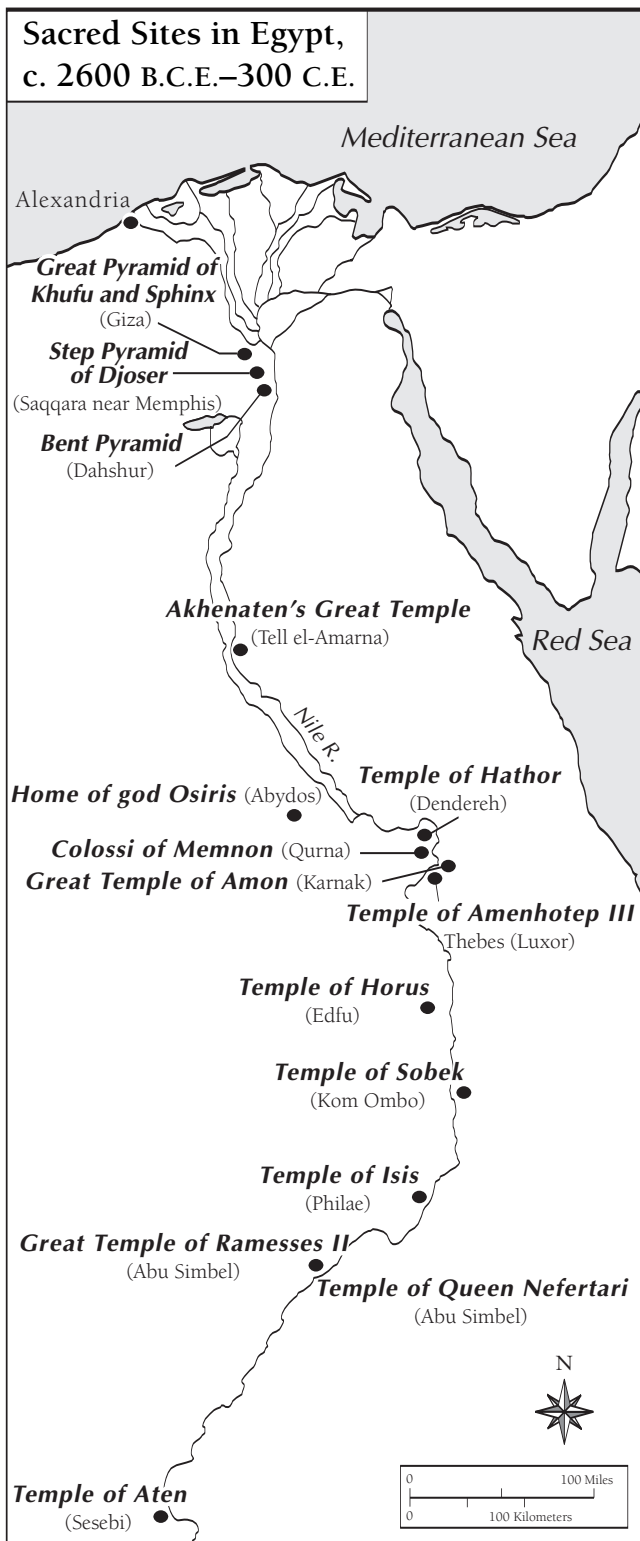 Sacred Sites in Egypt,
c. 2600 B.C.E.–300 C.E.
Mediterranean Sea
Alexandria
Great Pyramid of
Khufu and Sphinx
(Giza)
Step Pyramid
of Djoser
(Saqqara near Memphis)
Bent Pyramid
(Dahshur)
Akhenaten's Great Temple
(Tell el-Amarna)
Red Sea
Nile R.
Temple of Hathor
(Dendereh)
Home of god Osiris (Abydos)
Colossi of Memnon (Qurna)
Great Temple of Amon (Karnak)
Temple of Amenhotep III
Thebes (Luxor)
Temple of Horus
(Edfu)
Temple of Sobek
(Kom Ombo)
Temple of Isis
(Philae)
Great Temple of Ramesses II
(Abu Simbel)
Temple of Queen Nefertari
(Abu Simbel)
N
0 100 Miles
0 100 Kilometers
Temple of Aten
(Sesebi)